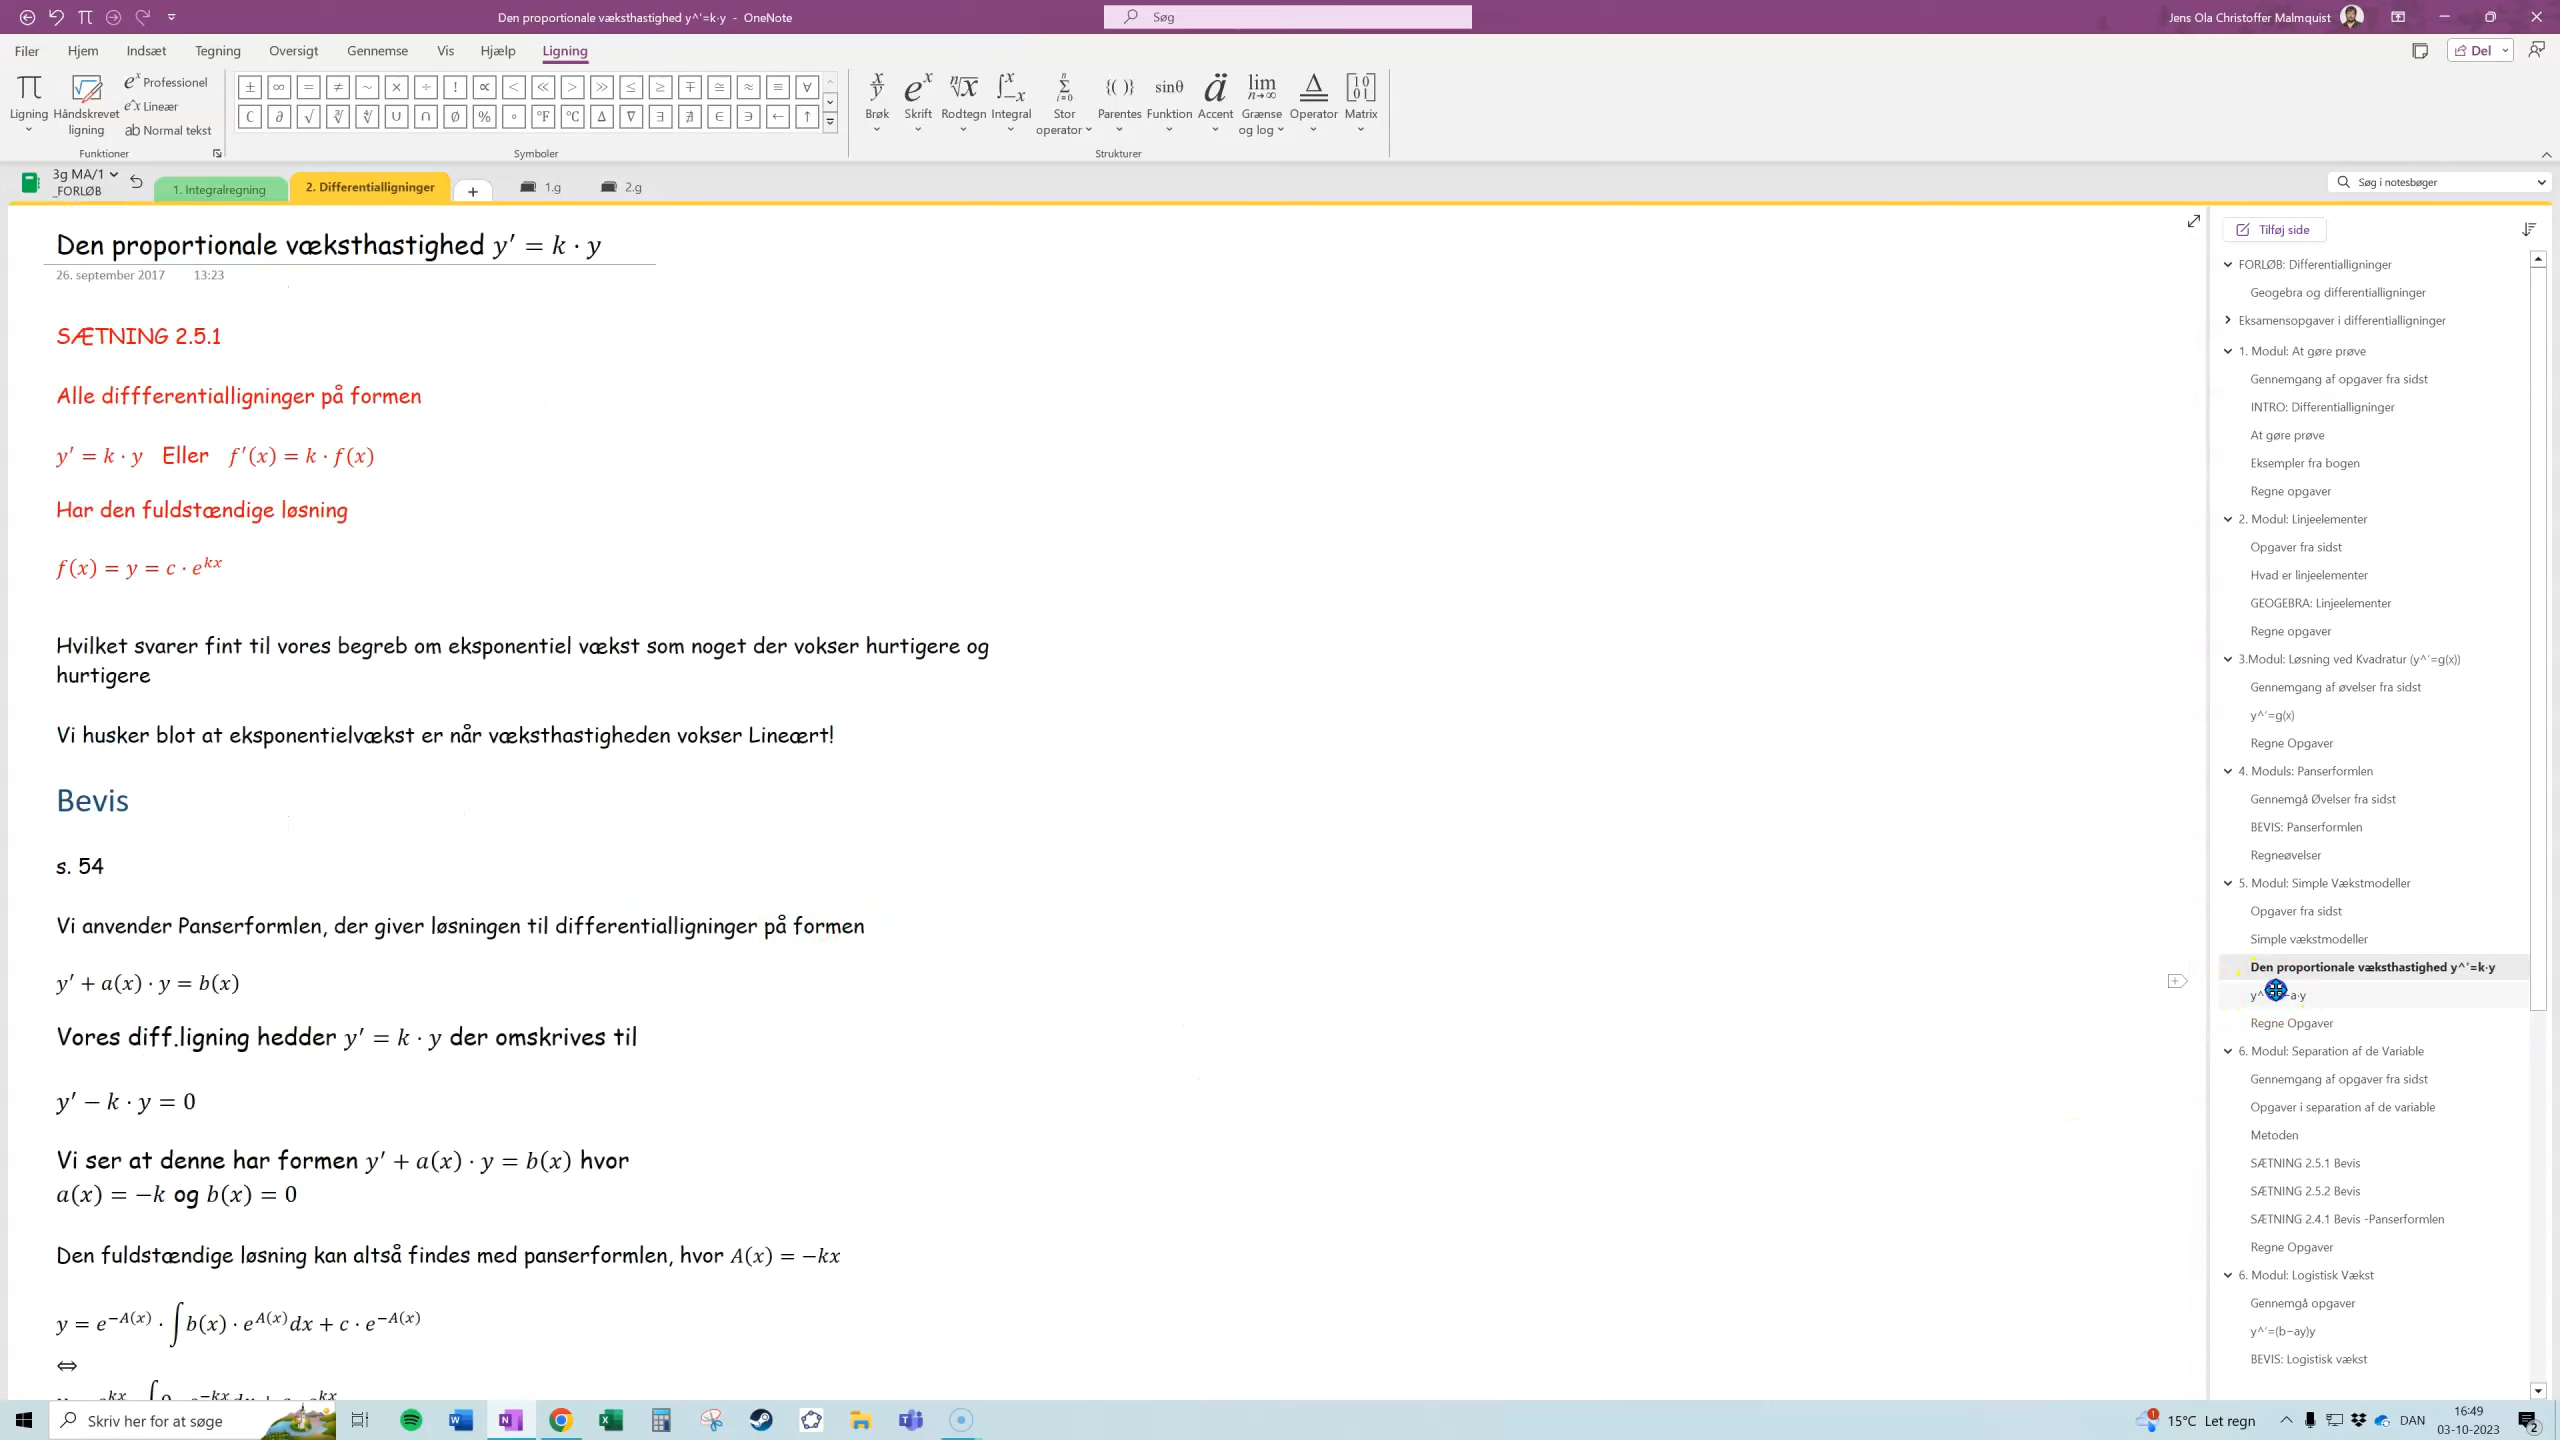 Den proportionale væksthastighed y^′=k∙y - OneNote
Søg
Jens Ola Christoffer Malmquist
Filer Hjem Indsæt Tegning Oversigt Gennemse Vis Hjælp Ligning
Del
Ligning
Håndskrevet ligning
Professionel
Lineær
ab Normal tekst
Funktioner
± ∞ = ≠ ~ × ÷ ! ∝ < ≪ > ≫ ≤ ≥ ∓ ≅ ≈ ≡ ∀
∁ ∂ √ ∛ ∜ ∪ ∩ ∅ % ° °F °C ∆ ∇ ∃ ∄ ∈ ∋ ← ↑
Symboler
Brøk
Skrift
Rodtegn
Integral
Stor operator
Parentes
Funktion
Accent
Grænse og log
Operator
Matrix
Strukturer
3g MA/1
_FORLØB
1. Integralregning
2. Differentialligninger
1.g
2.g
Søg i notesbøger
Den proportionale væksthastighed y′ = k · y
26. september 2017 13:23
SÆTNING 2.5.1
Alle diffferentialligninger på formen
y′ = k · y Eller f′(x) = k · f(x)
Har den fuldstændige løsning
f(x) = y = c · e^{kx}
Hvilket svarer fint til vores begreb om eksponentiel vækst som noget der vokser hurtigere og
hurtigere
Vi husker blot at eksponentielvækst er når væksthastigheden vokser Lineært!
Bevis
s. 54
Vi anvender Panserformlen, der giver løsningen til differentialligninger på formen
y′ + a(x) · y = b(x)
Vores diff.ligning hedder y′ = k · y der omskrives til
y′ − k · y = 0
Vi ser at denne har formen y′ + a(x) · y = b(x) hvor
a(x) = −k og b(x) = 0
Den fuldstændige løsning kan altså findes med panserformlen, hvor A(x) = −kx
y = e^{−A(x)} · ∫ b(x) · e^{A(x)} dx + c · e^{−A(x)}
⇔
Tilføj side
FORLØB: Differentialligninger
Geogebra og differentialligninger
Eksamensopgaver i differentialligninger
1. Modul: At gøre prøve
Gennemgang af opgaver fra sidst
INTRO: Differentialligninger
At gøre prøve
Eksempler fra bogen
Regne opgaver
2. Modul: Linjeelementer
Opgaver fra sidst
Hvad er linjeelementer
GEOGEBRA: Linjeelementer
Regne opgaver
3.Modul: Løsning ved Kvadratur (y^′=g(x))
Gennemgang af øvelser fra sidst
y^′=g(x)
Regne Opgaver
4. Moduls: Panserformlen
Gennemgå Øvelser fra sidst
BEVIS: Panserformlen
Regneøvelser
5. Modul: Simple Vækstmodeller
Opgaver fra sidst
Simple vækstmodeller
Den proportionale væksthastighed y^′=k∙y
−a∙y
Regne Opgaver
6. Modul: Separation af de Variable
Gennemgang af opgaver fra sidst
Opgaver i separation af de variable
Metoden
SÆTNING 2.5.1 Bevis
SÆTNING 2.5.2 Bevis
SÆTNING 2.4.1 Bevis -Panserformlen
Regne Opgaver
6. Modul: Logistisk Vækst
Gennemgå opgaver
y^′=(b−ay)y
BEVIS: Logistisk vækst
Skriv her for at søge
15°C Let regn
DAN
16:49
03-10-2023